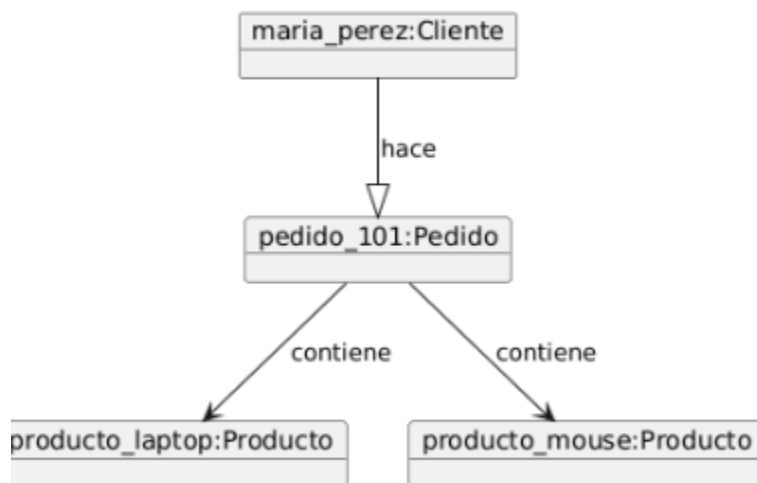 maria_perez:Cliente
hace
pedido_101:Pedido
contiene
contiene
producto_laptop:Producto
producto_mouse:Producto